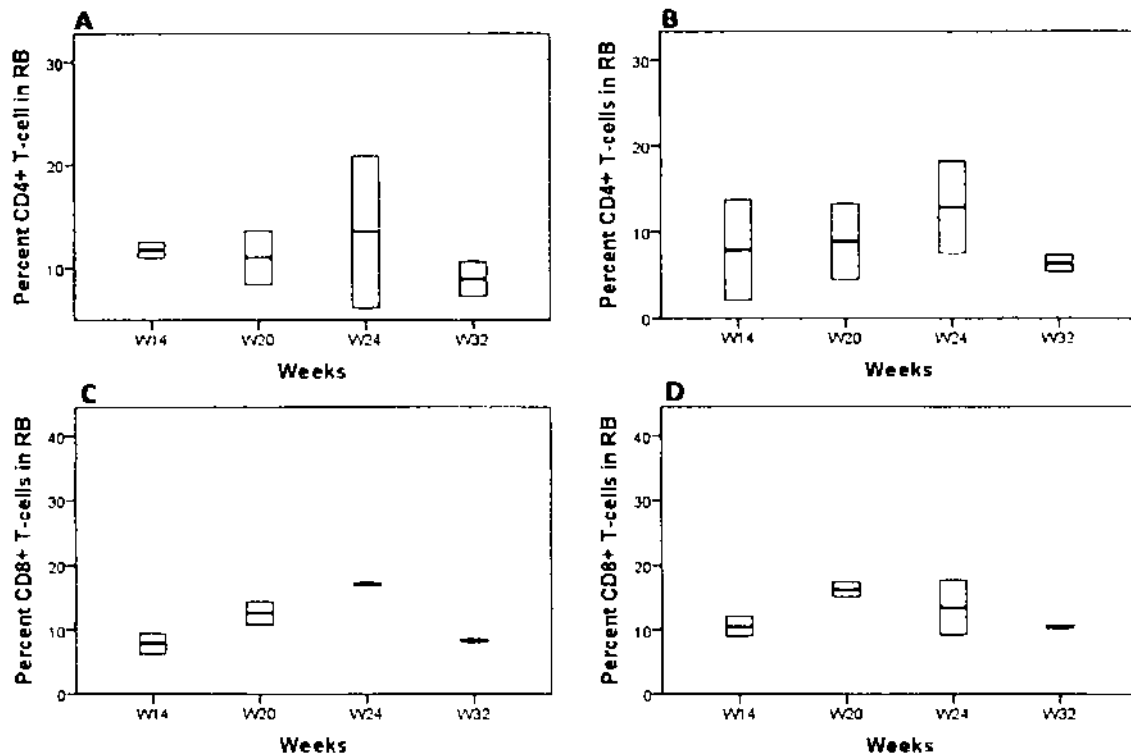 A
Percent CD4+ T-cell in RB
30
20
10
W14 W20 W24 W32
Weeks
B
Percent CD4+ T-cells in RB
30
20
10
0
W14 W20 W24 W32
Weeks
C
Percent CD8+ T-cells in RB
40
30
20
10
0
W14 W20 W24 W32
Weeks
D
Percent CD8+ T-cells in RB
40
30
20
10
0
W14 W20 W24 W32
Weeks